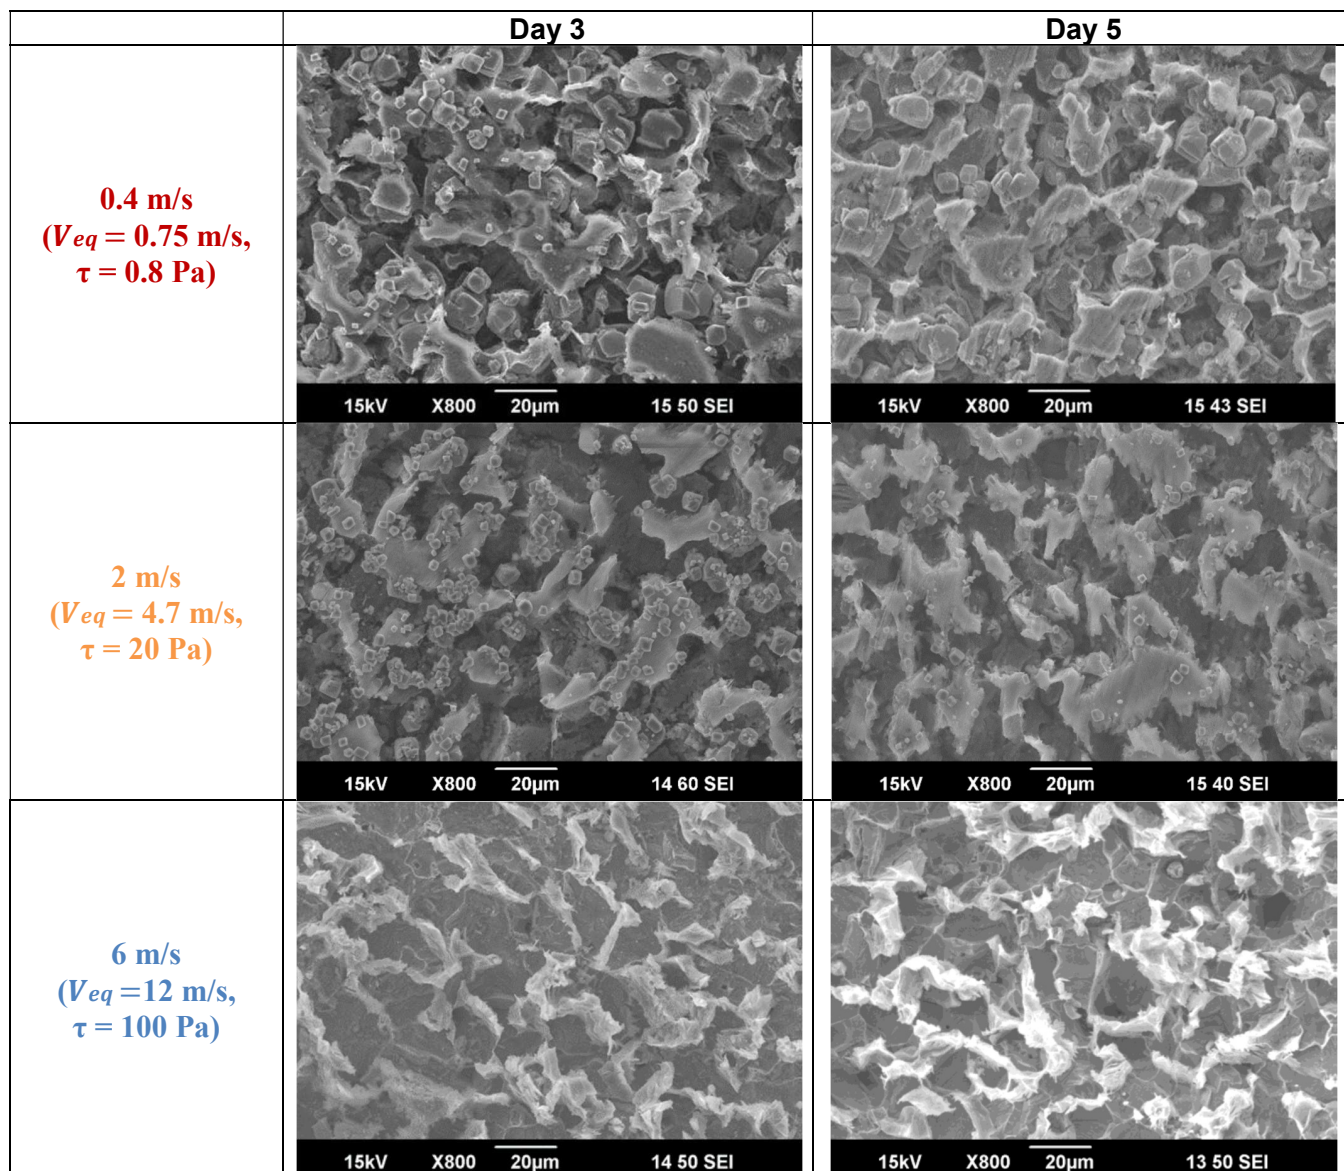 Day 3
Day 5
0.4 m/s
(Veq = 0.75 m/s,
τ = 0.8 Pa)
15kV X800 20μm 15 50 SEI
15kV X800 20μm 15 43 SEI
2 m/s
(Veq = 4.7 m/s,
τ = 20 Pa)
15kV X800 20μm 14 60 SEI
15kV X800 20μm 15 40 SEI
6 m/s
(Veq =12 m/s,
τ = 100 Pa)
15kV X800 20μm 14 50 SEI
15kV X800 20μm 13 50 SEI